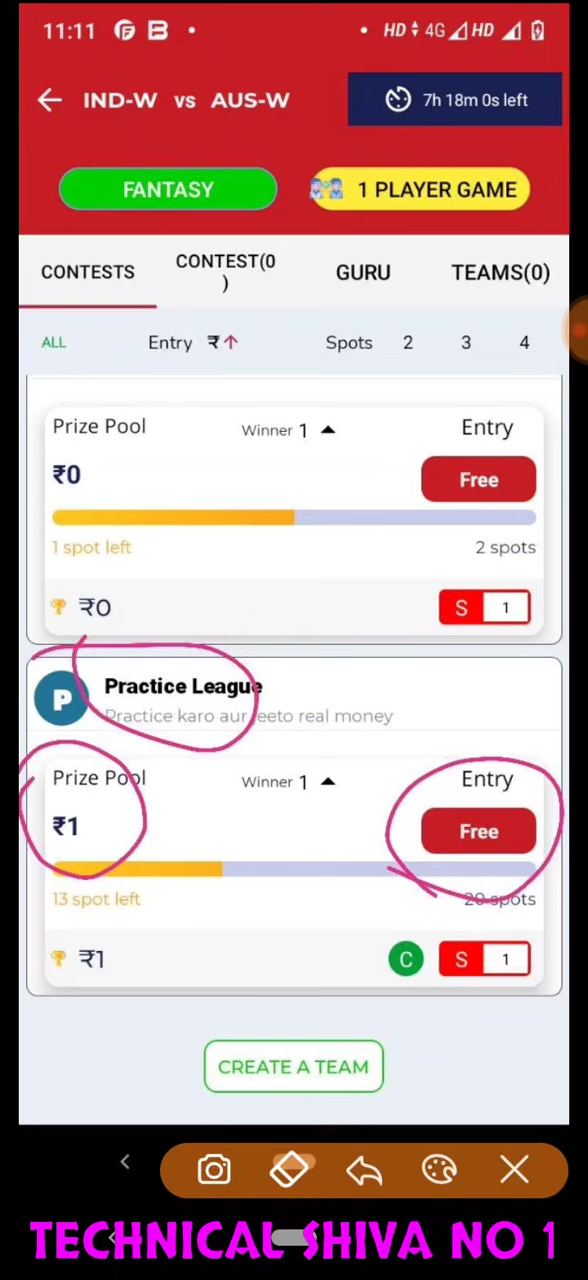 11:11 HD 4G HD
IND-W vs AUS-W 7h 18m 0s left
FANTASY 1 PLAYER GAME
CONTESTS CONTEST(0 GURU TEAMS(0)
)
ALL Entry ₹ Spots 2 3 4
Prize Pool Winner 1 Entry
₹0 Free
1 spot left 2 spots
₹0 S 1
P Practice League
Practice karo aur jeeto real money
Prize Pool Winner 1 Entry
₹1 Free
13 spot left 20 spots
₹1 C S 1
CREATE A TEAM
TECHNICAL SHIVA NO 1